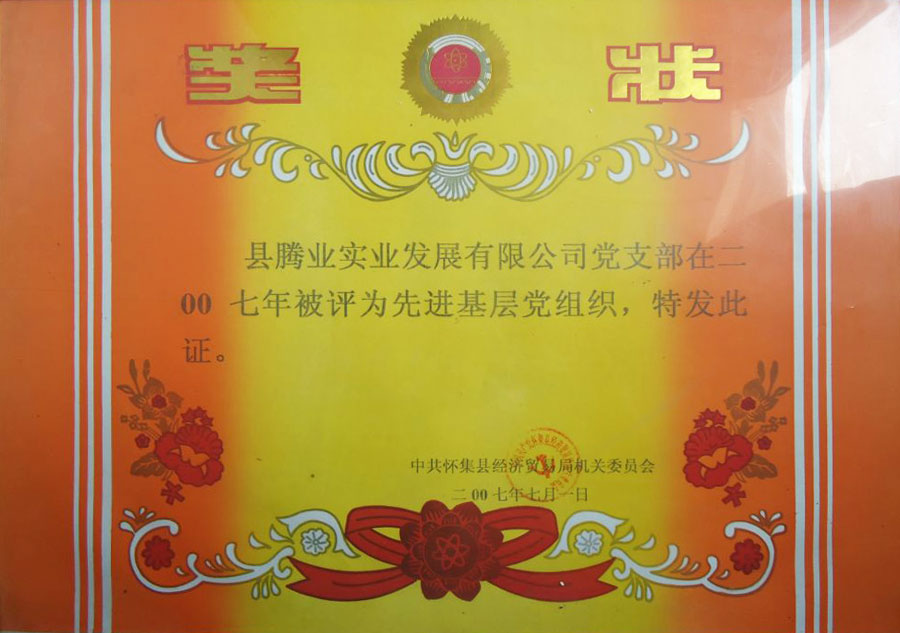 奖状
县腾业实业发展有限公司党支部在二
00 七年被评为先进基层党组织，特发此
证。
中共怀集县经济贸易局机关委员会
二00七年七月一日